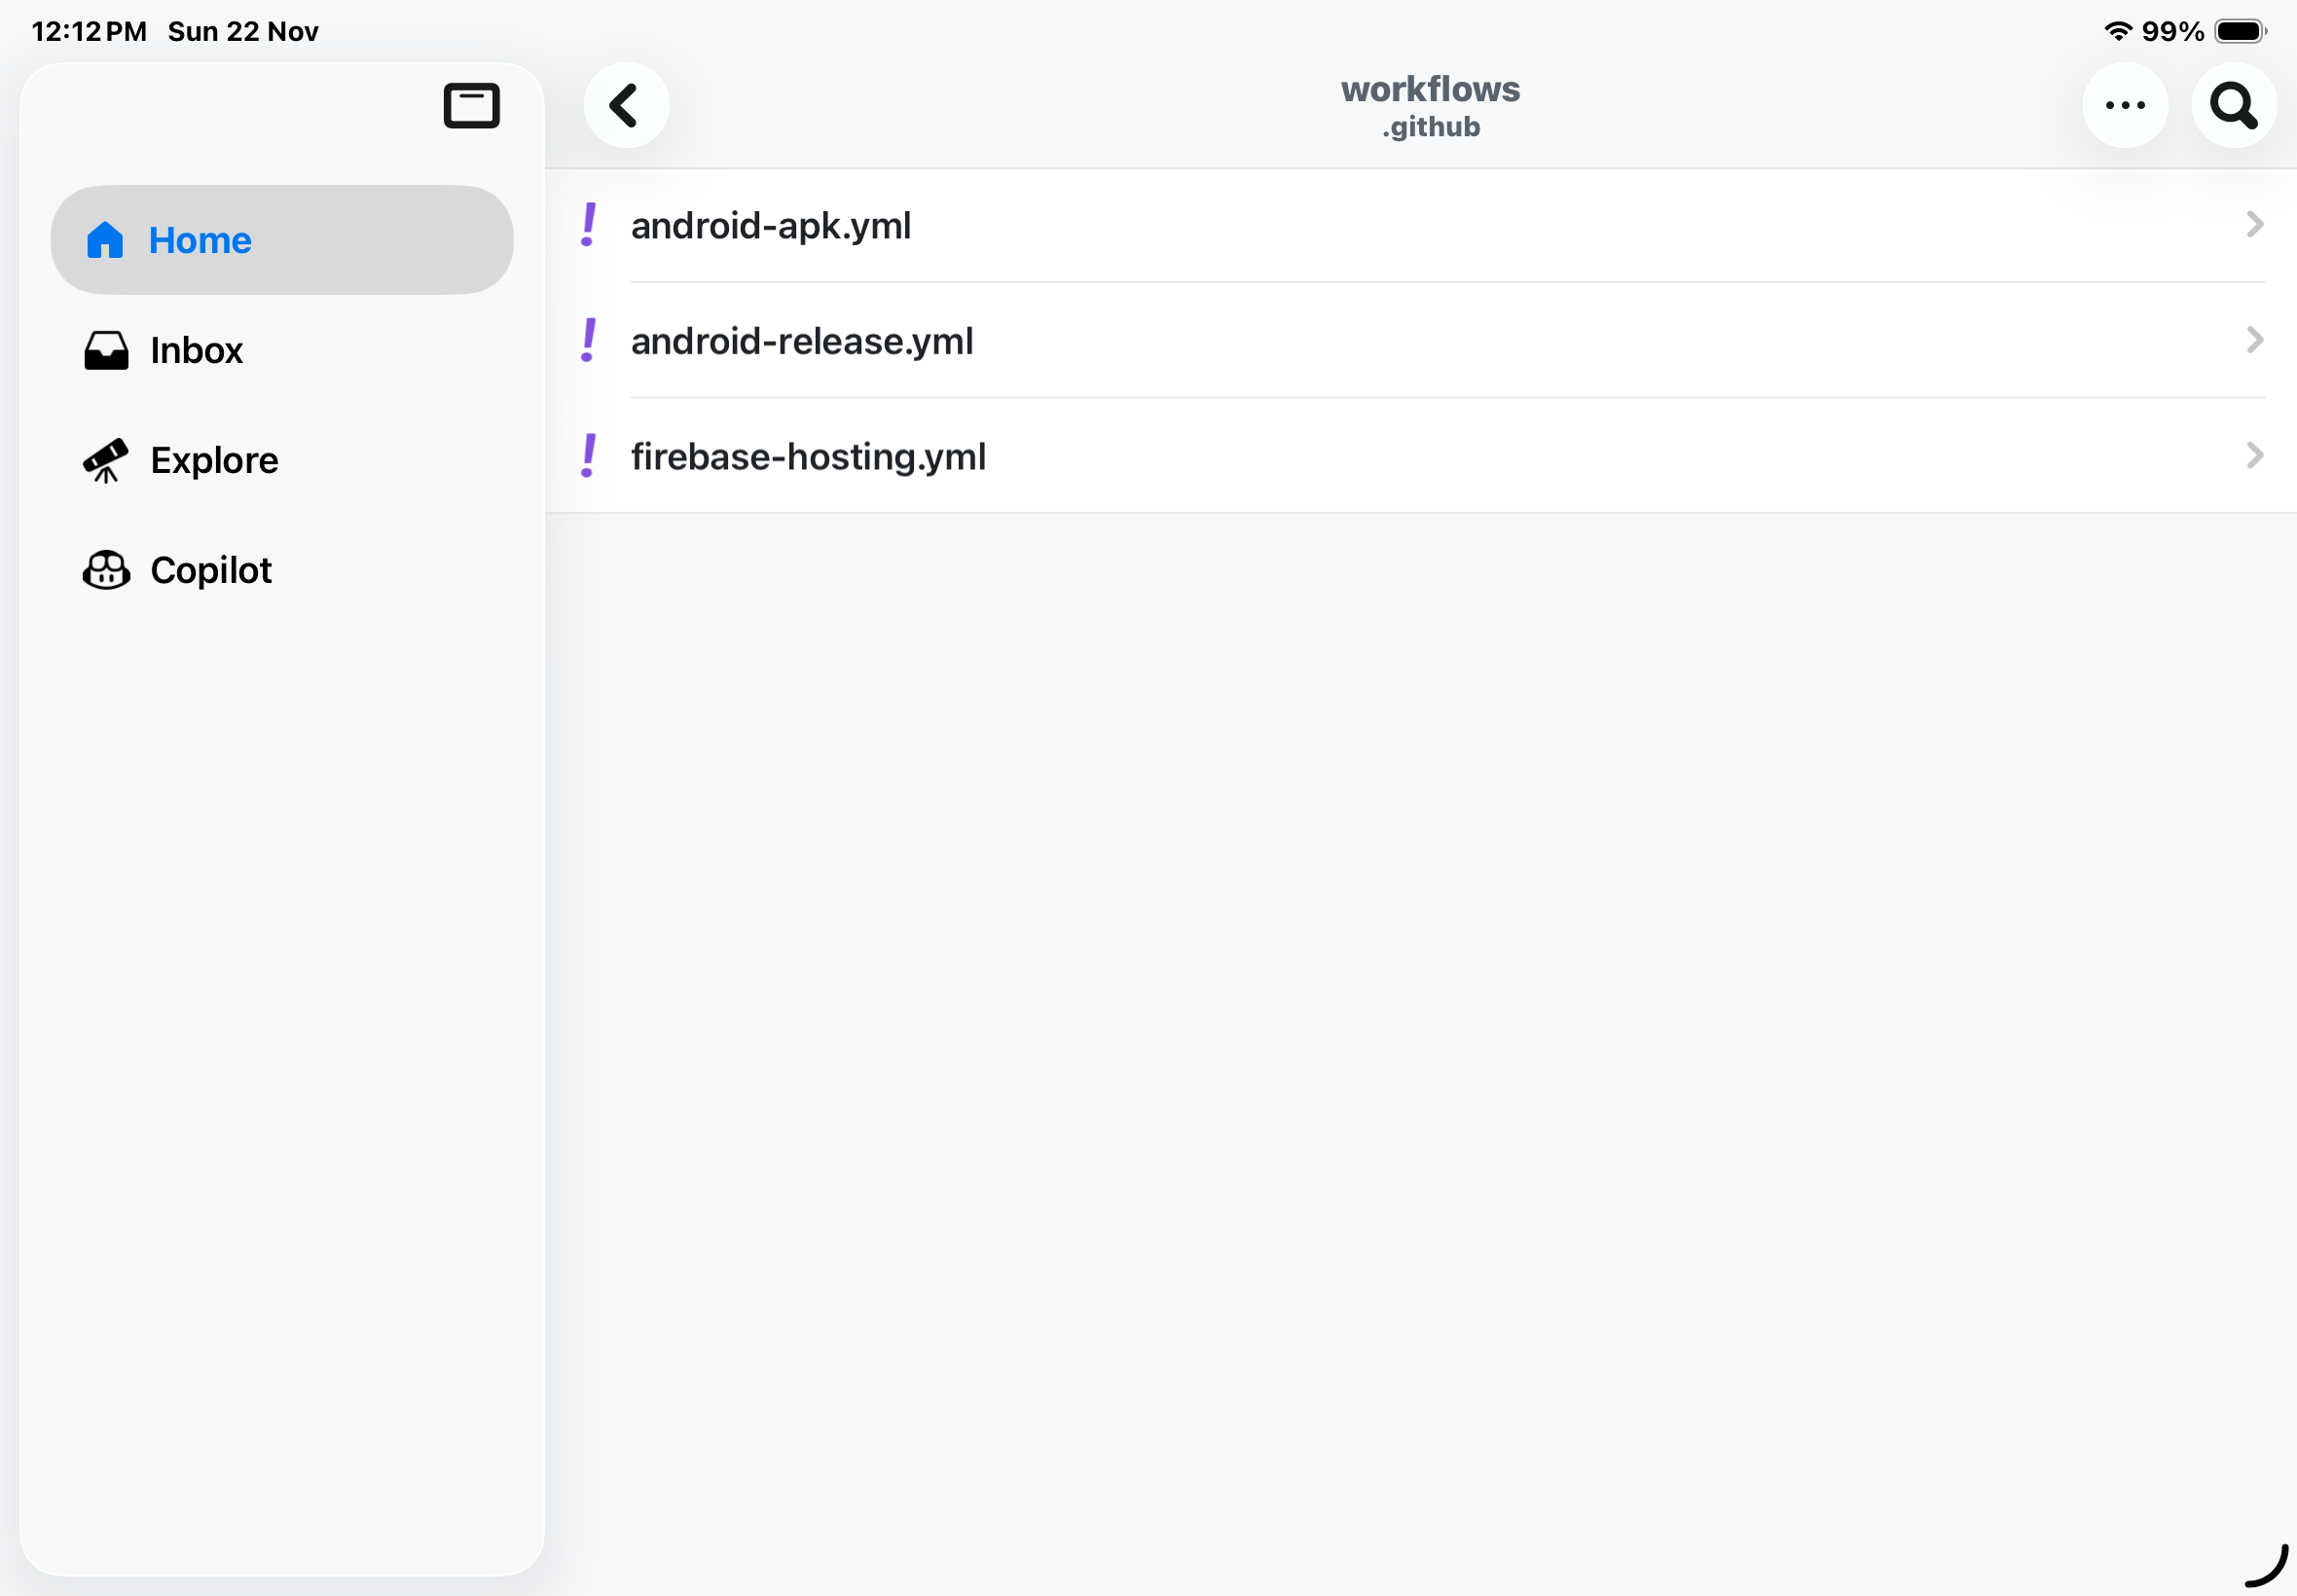 12:12 PM Sun 22 Nov
99%
Home
Inbox
Explore
Copilot
workflows
.github
android-apk.yml
android-release.yml
firebase-hosting.yml